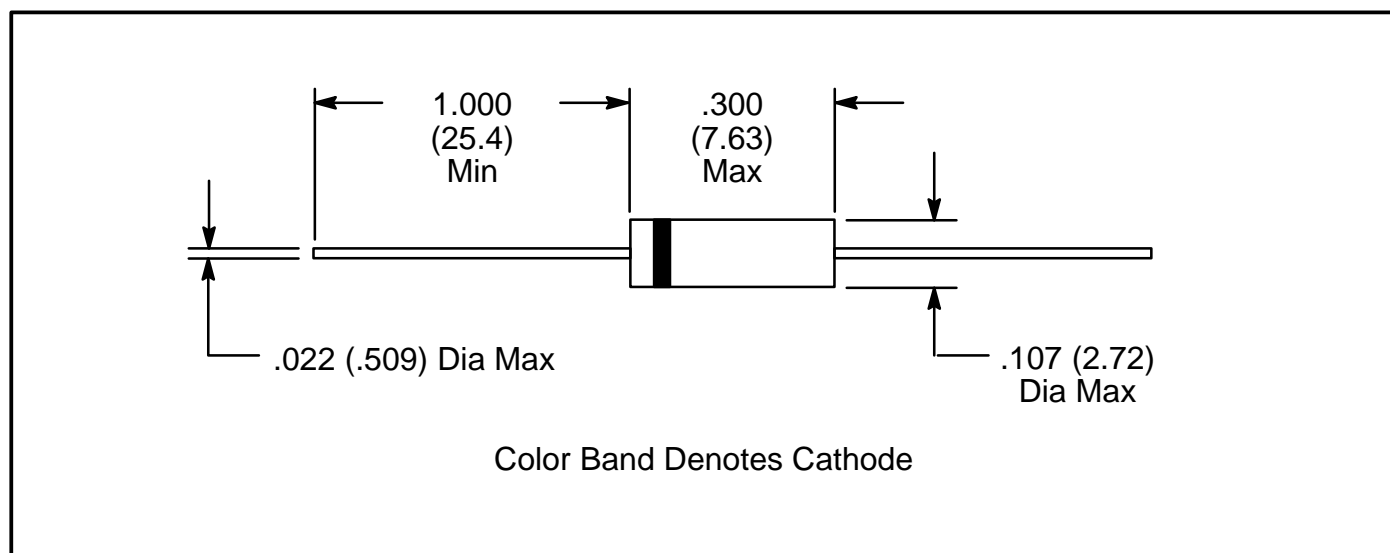 1.000
(25.4)
Min
.300
(7.63)
Max
.022 (.509) Dia Max
.107 (2.72)
Dia Max
Color Band Denotes Cathode